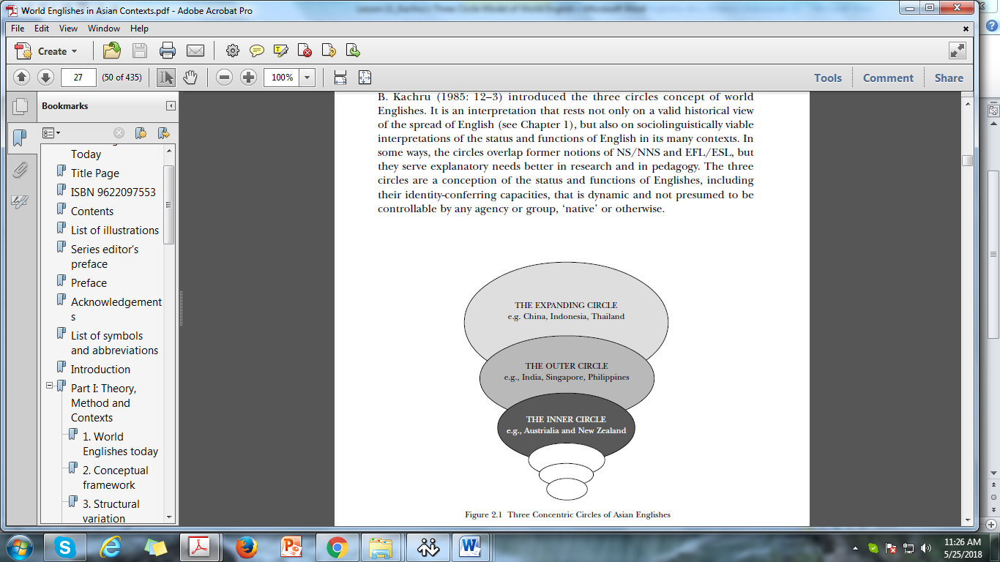 World Englishes in Asian Contexts.pdf - Adobe Acrobat Pro
File Edit View Window Help
Create
27 (50 of 435) 100% Tools Comment Share
Bookmarks
Today
Title Page
ISBN 9622097553
Contents
List of illustrations
Series editor's
preface
Preface
Acknowledgement
s
List of symbols
and abbreviations
Introduction
Part I: Theory,
Method and
Contexts
1. World
Englishes today
2. Conceptual
framework
3. Structural
variation
B. Kachru (1985: 12–3) introduced the three circles concept of world
Englishes. It is an interpretation that rests not only on a valid historical view
of the spread of English (see Chapter 1), but also on sociolinguistically viable
interpretations of the status and functions of English in its many contexts. In
some ways, the circles overlap former notions of NS/NNS and EFL/ESL, but
they serve explanatory needs better in research and in pedagogy. The three
circles are a conception of the status and functions of Englishes, including
their identity-conferring capacities, that is dynamic and not presumed to be
controllable by any agency or group, 'native' or otherwise.
THE EXPANDING CIRCLE
e.g. China, Indonesia, Thailand
THE OUTER CIRCLE
e.g., India, Singapore, Philippines
THE INNER CIRCLE
e.g., Austrialia and New Zealand
Figure 2.1 Three Concentric Circles of Asian Englishes
11:26 AM
5/25/2018